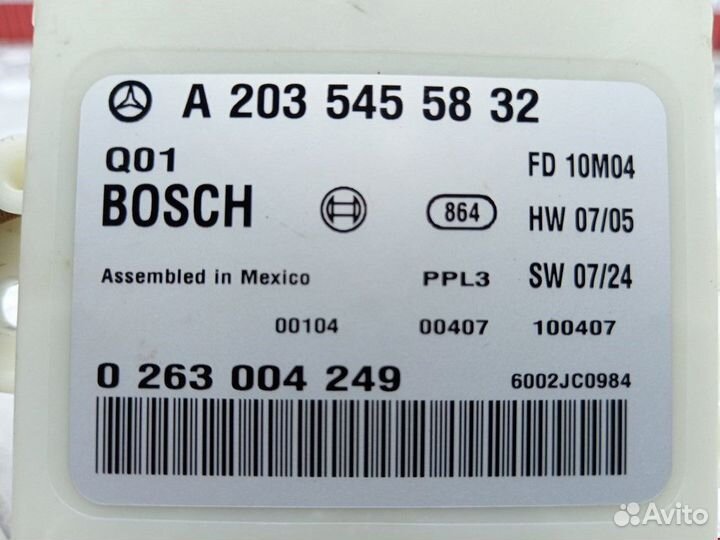 A 203 545 58 32
Q01
FD 10M04
BOSCH
864
HW 07/05
Assembled in Mexico
PPL3
SW 07/24
00104
00407
100407
0 263 004 249
6002JC0984
Avito